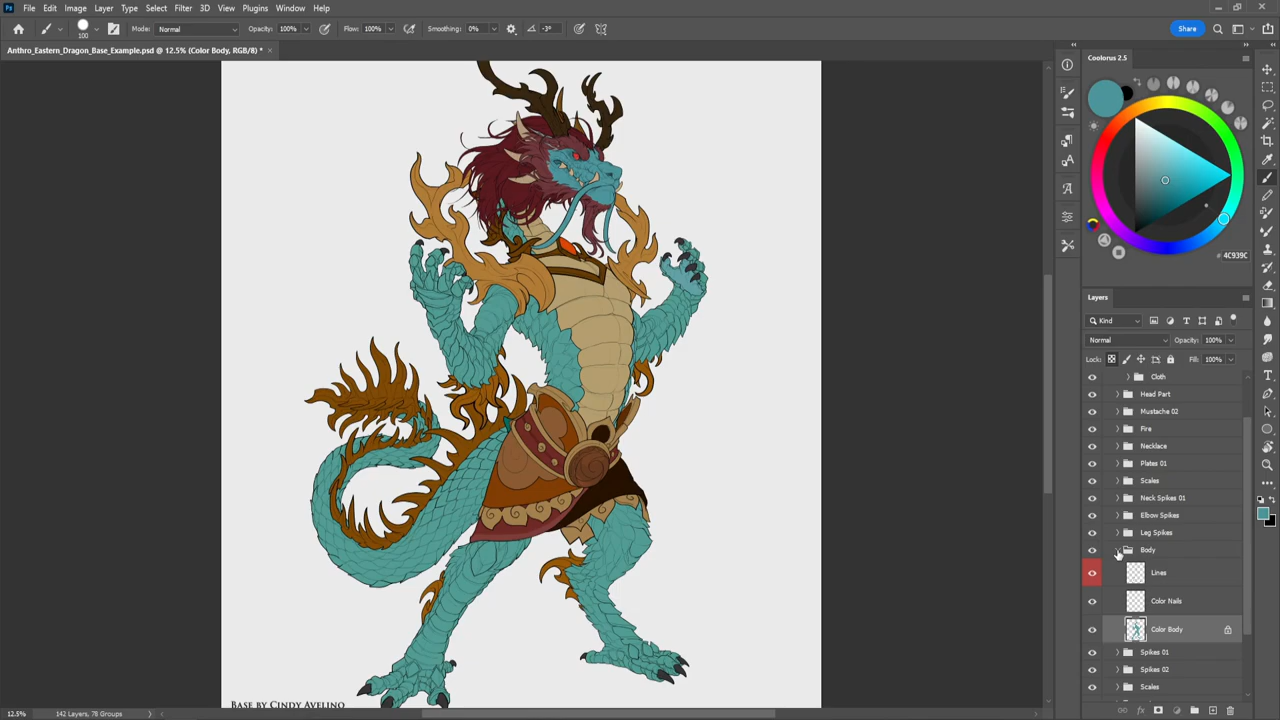 File Edit Image Layer Type Select Filter 3D View Plugins Window Help
100 Mode: Normal Opacity: 100% Flow: 100% Smoothing: 0% -3° Share
Anthro_Eastern_Dragon_Base_Example.psd @ 12.5% (Color Body, RGB/8) *
Coolorus 2.5
#4C939C
Layers
Kind
Normal Opacity: 100%
Lock: Fill: 100%
Cloth
Head Part
Mustache 02
Fire
Necklace
Plates 01
Scales
Neck Spikes 01
Elbow Spikes
Leg Spikes
Body
Lines
Color Nails
Color Body
Spikes 01
Spikes 02
Scales
Base by Cindy Avelino
12.5% 142 Layers, 78 Groups